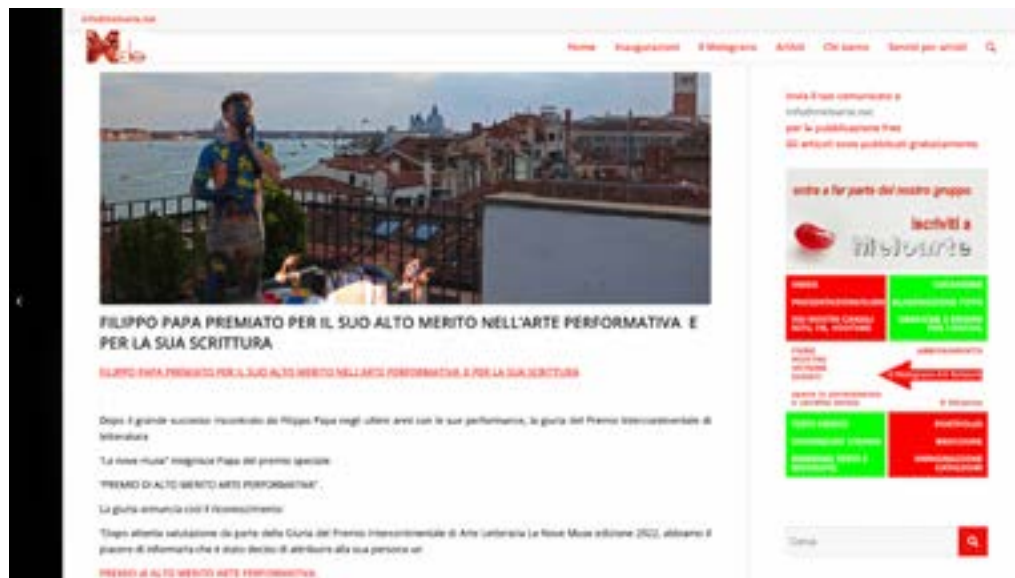 info@meloarte.net
Home Inaugurazioni Il Melograno Artisti Chi siamo Servizi per artisti
FILIPPO PAPA PREMIATO PER IL SUO ALTO MERITO NELL'ARTE PERFORMATIVA E
PER LA SUA SCRITTURA
FILIPPO PAPA PREMIATO PER IL SUO ALTO MERITO NELL'ARTE PERFORMATIVA E PER LA SUA SCRITTURA
Dopo il grande successo riscontrato da Filippo Papa negli ultimi anni con le sue performance, la giuria del Premio Intercontinentale di
letteratura
"Le nove muse" insignisce Papa del premio speciale:
"PREMIO DI ALTO MERITO ARTE PERFORMATIVA".
La giuria annuncia così il riconoscimento:
"Dopo attenta valutazione da parte della Giuria del Premio Intercontinentale di Arte Letteraria Le Nove Muse edizione 2022, abbiamo il
piacere di informarla che è stato deciso di attribuire alla sua persona un
PREMIO di ALTO MERITO ARTE PERFORMATIVA.
Invia il tuo comunicato a
info@meloarte.net
per la pubblicazione free
Gli articoli sono pubblicati gratuitamente
entra a far parte del nostro gruppo
iscriviti a
meloarte
VIDEO
PORTFOLIO
BROCHURE
Cerca